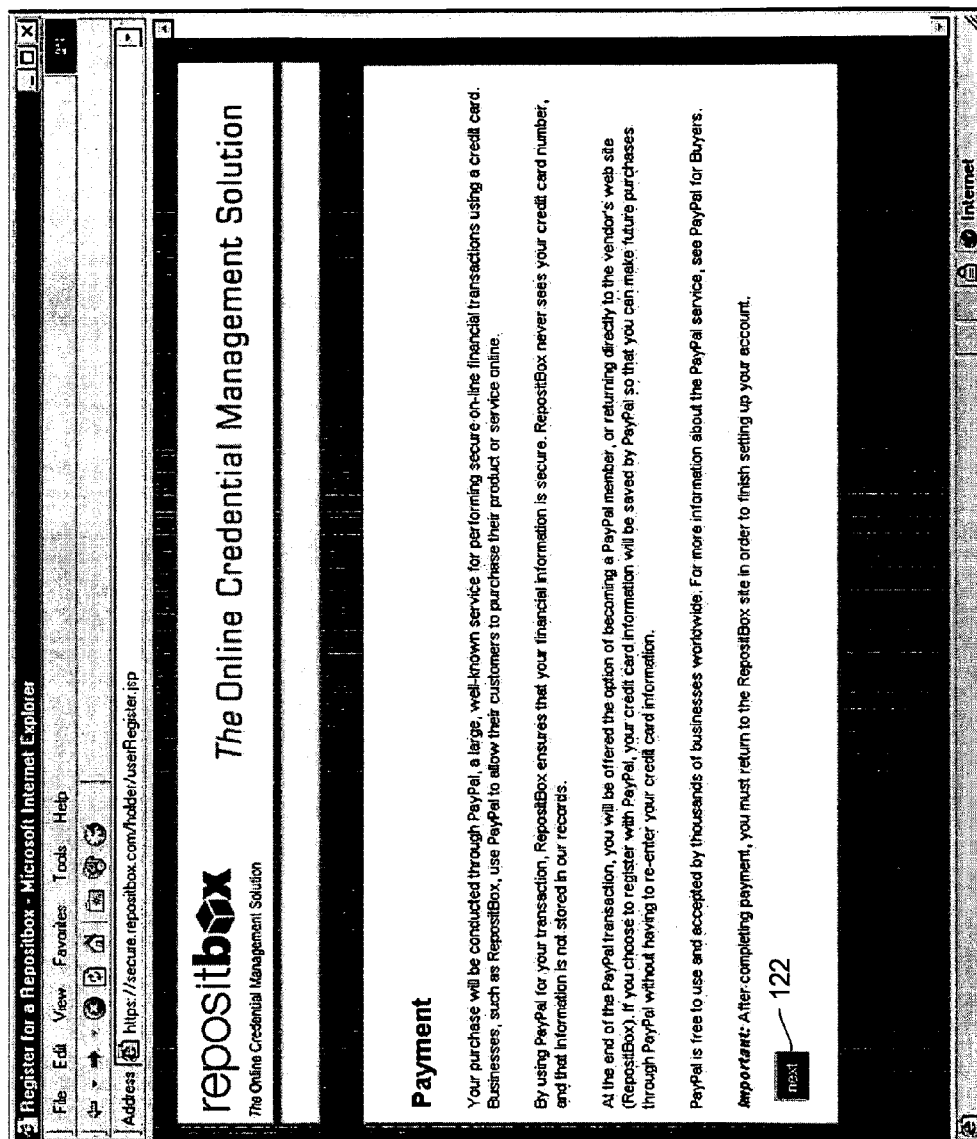 Register for a Repositbox - Microsoft Internet Explorer
File Edit View Favorites Tools Help
Address https://secure.repositbox.com/holder/userRegister.jsp
repositbox
The Online Credential Management Solution
The Online Credential Management Solution
Payment
Your purchase will be conducted through PayPal, a large, well-known service for performing secure on-line financial transactions using a credit card.
Businesses, such as RepositBox, use PayPal to allow their customers to purchase their product or service online.
By using PayPal for your transaction, RepositBox ensures that your financial information is secure. RepositBox never sees your credit card number,
and that information is not stored in our records.
At the end of the PayPal transaction, you will be offered the option of becoming a PayPal member, or returning directly to the vendor's web site
(RepositBox). If you choose to register with PayPal, your credit card information will be saved by PayPal so that you can make future purchases
through PayPal without having to re-enter your credit card information.
PayPal is free to use and accepted by thousands of businesses worldwide. For more information about the PayPal service, see PayPal for Buyers.
Important: After completing payment, you must return to the RepositBox site in order to finish setting up your account.
next
122
Internet